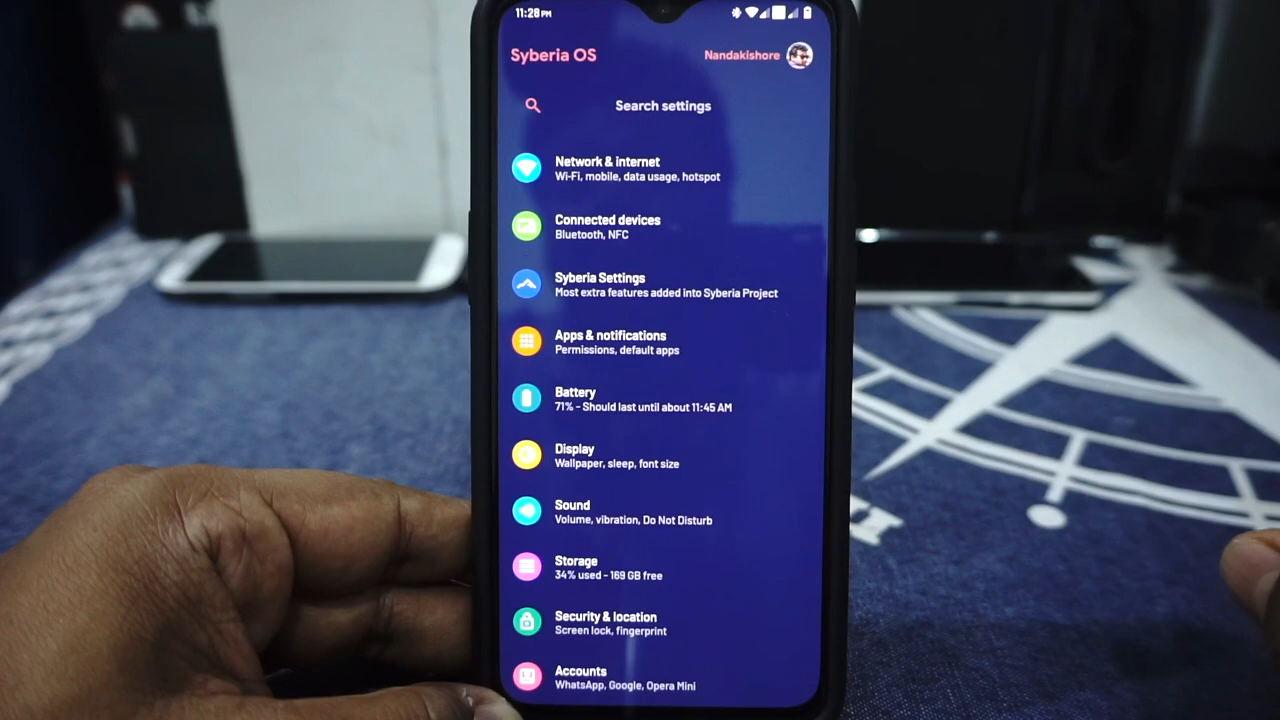 11:28 PM
Syberia OS
Nandakishore
Search settings
Network & internet
Wi-Fi, mobile, data usage, hotspot
Connected devices
Bluetooth, NFC
Syberia Settings
Most extra features added into Syberia Project
Apps & notifications
Permissions, default apps
Battery
71% - Should last until about 11:45 AM
Display
Wallpaper, sleep, font size
Sound
Volume, vibration, Do Not Disturb
Storage
34% used - 169 GB free
Security & location
Screen lock, fingerprint
Accounts
WhatsApp, Google, Opera Mini